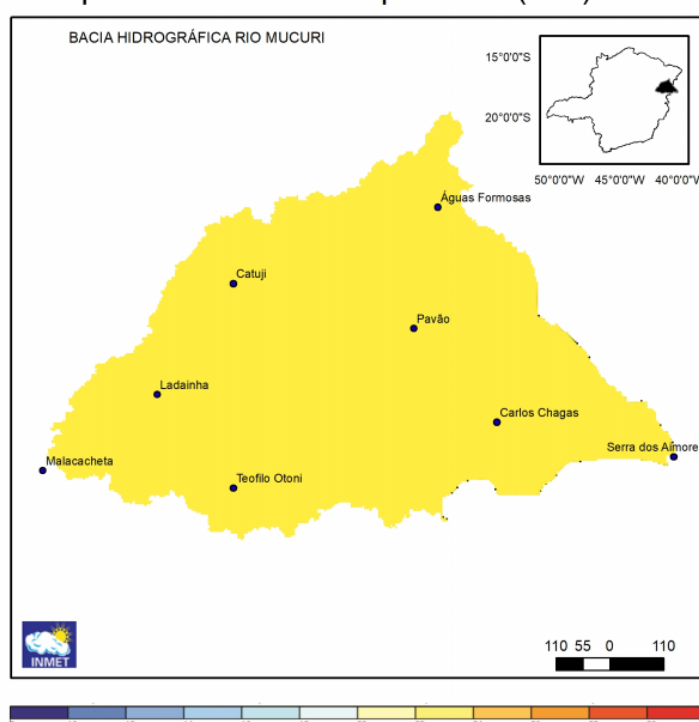 BACIA HIDROGRÁFICA RIO MUCURI
15°0'0"S
20°0'0"S
50°0'0"W 45°0'0"W 40°0'0"W
Águas Formosas
Catuji
Pavão
Ladainha
Carlos Chagas
Serra dos Aimore
Malacacheta
Teofilo Otoni
INMET
110 55 0 110